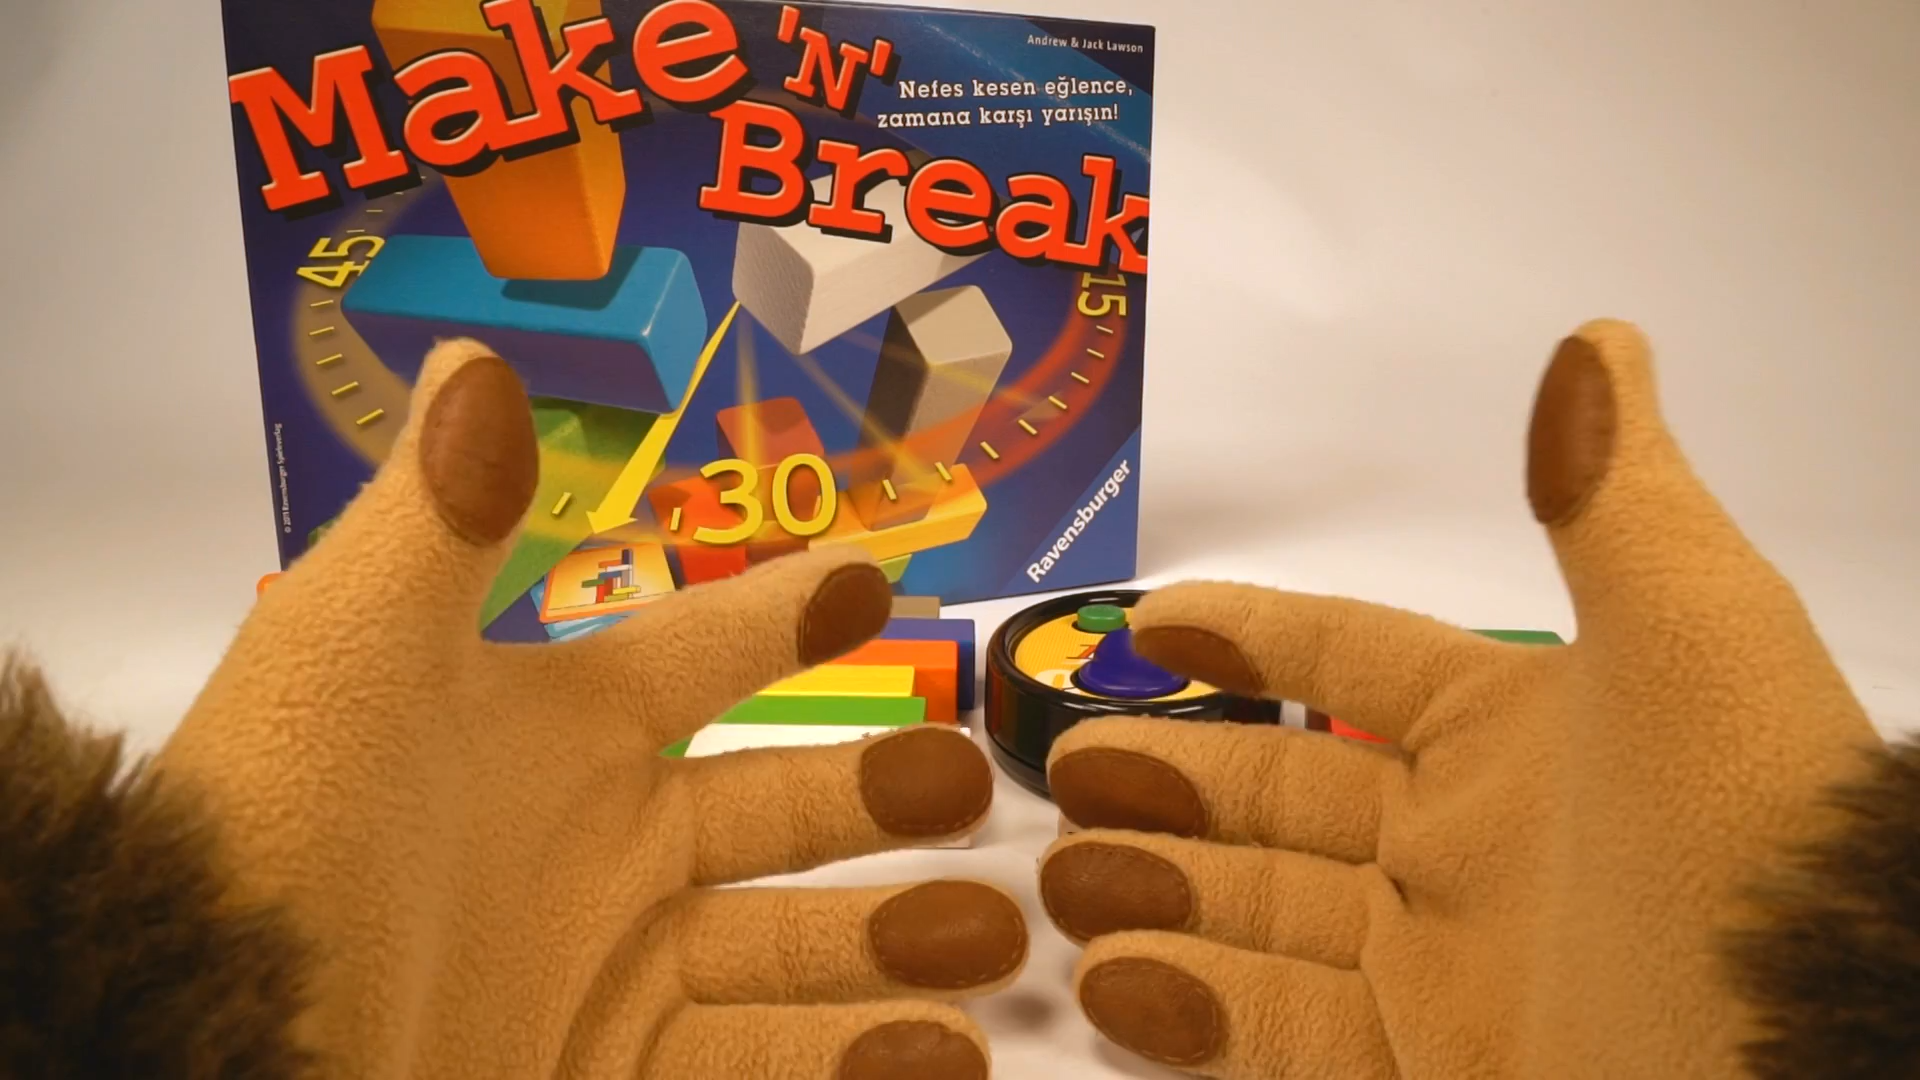 Make 'N' Break
Andrew & Jack Lawson
Nefes kesen eğlence,
zamana karşı yarışın!
45
15
30
Ravensburger